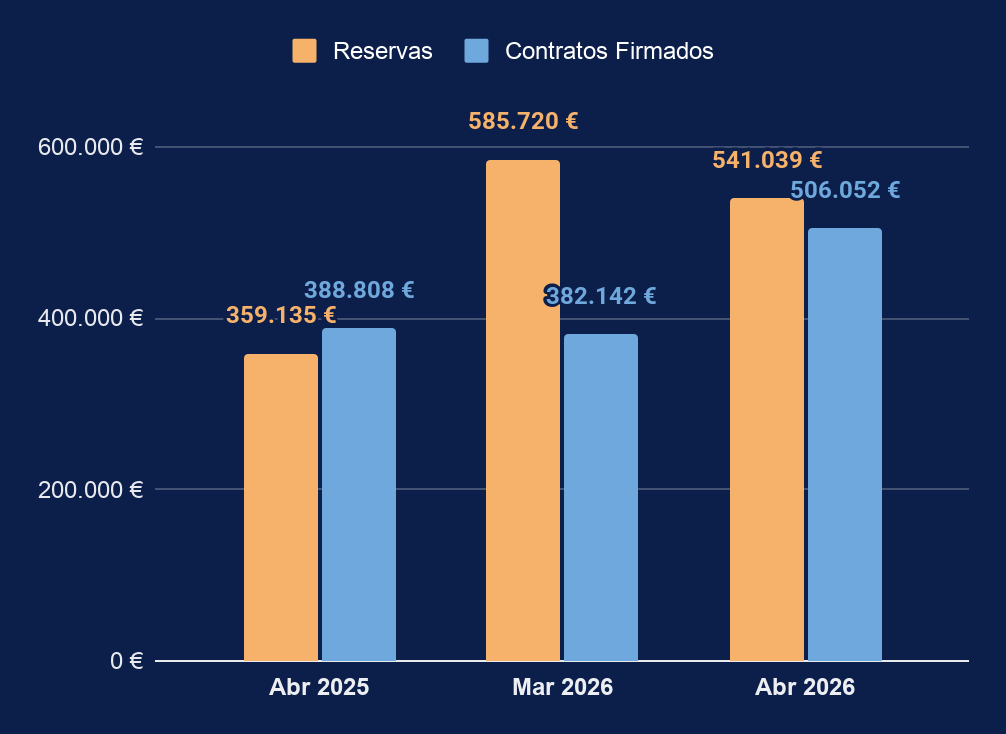 Reservas
Contratos Firmados
585.720 €
600.000 €
541.039 €
506.052 €
388.808 €
382.142 €
359.135 €
400.000 €
200.000 €
0 €
Abr 2025
Mar 2026
Abr 2026